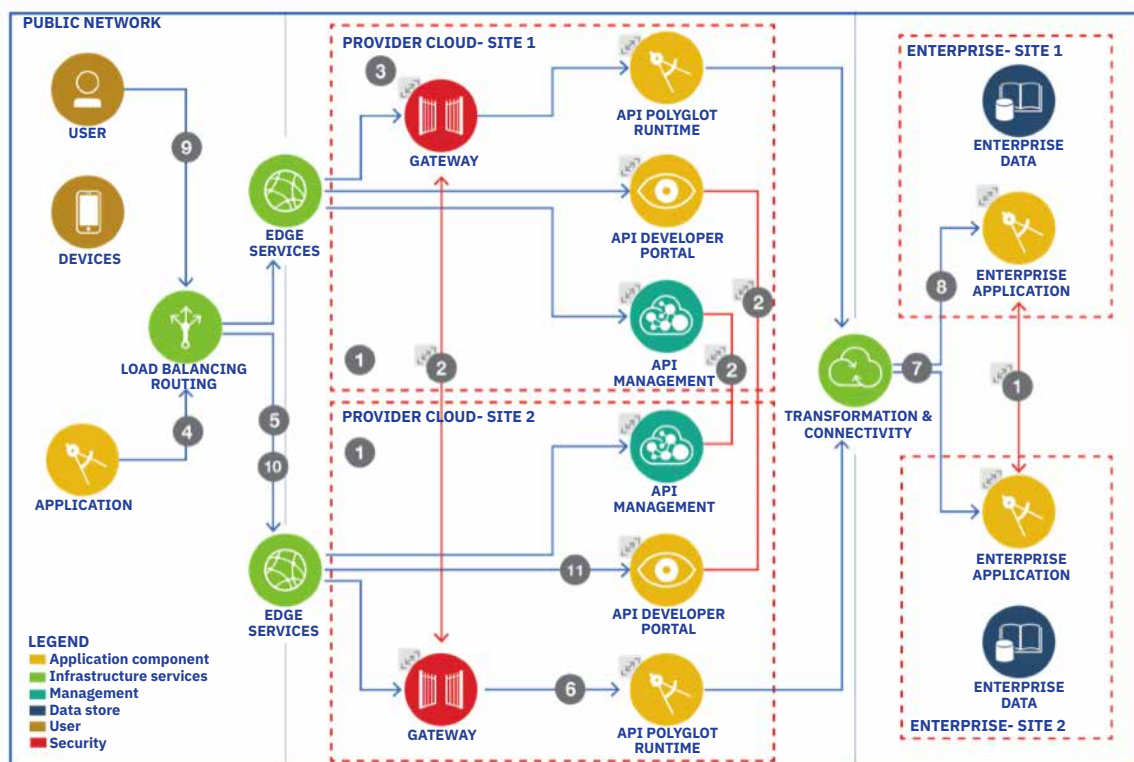 PUBLIC NETWORK
USER
DEVICES
9
LOAD BALANCING
ROUTING
4
5
10
APPLICATION
EDGE
SERVICES
EDGE
SERVICES
LEGEND
Application component
Infrastructure services
Management
Data store
User
Security
PROVIDER CLOUD- SITE 1
3
GATEWAY
API POLYGLOT
RUNTIME
API DEVELOPER
PORTAL
API
MANAGEMENT
1
2
2
2
PROVIDER CLOUD- SITE 2
1
API
MANAGEMENT
11
API DEVELOPER
PORTAL
GATEWAY
6
API POLYGLOT
RUNTIME
TRANSFORMATION &
CONNECTIVITY
7
8
ENTERPRISE- SITE 1
ENTERPRISE
DATA
ENTERPRISE
APPLICATION
1
ENTERPRISE
APPLICATION
ENTERPRISE
DATA
ENTERPRISE- SITE 2